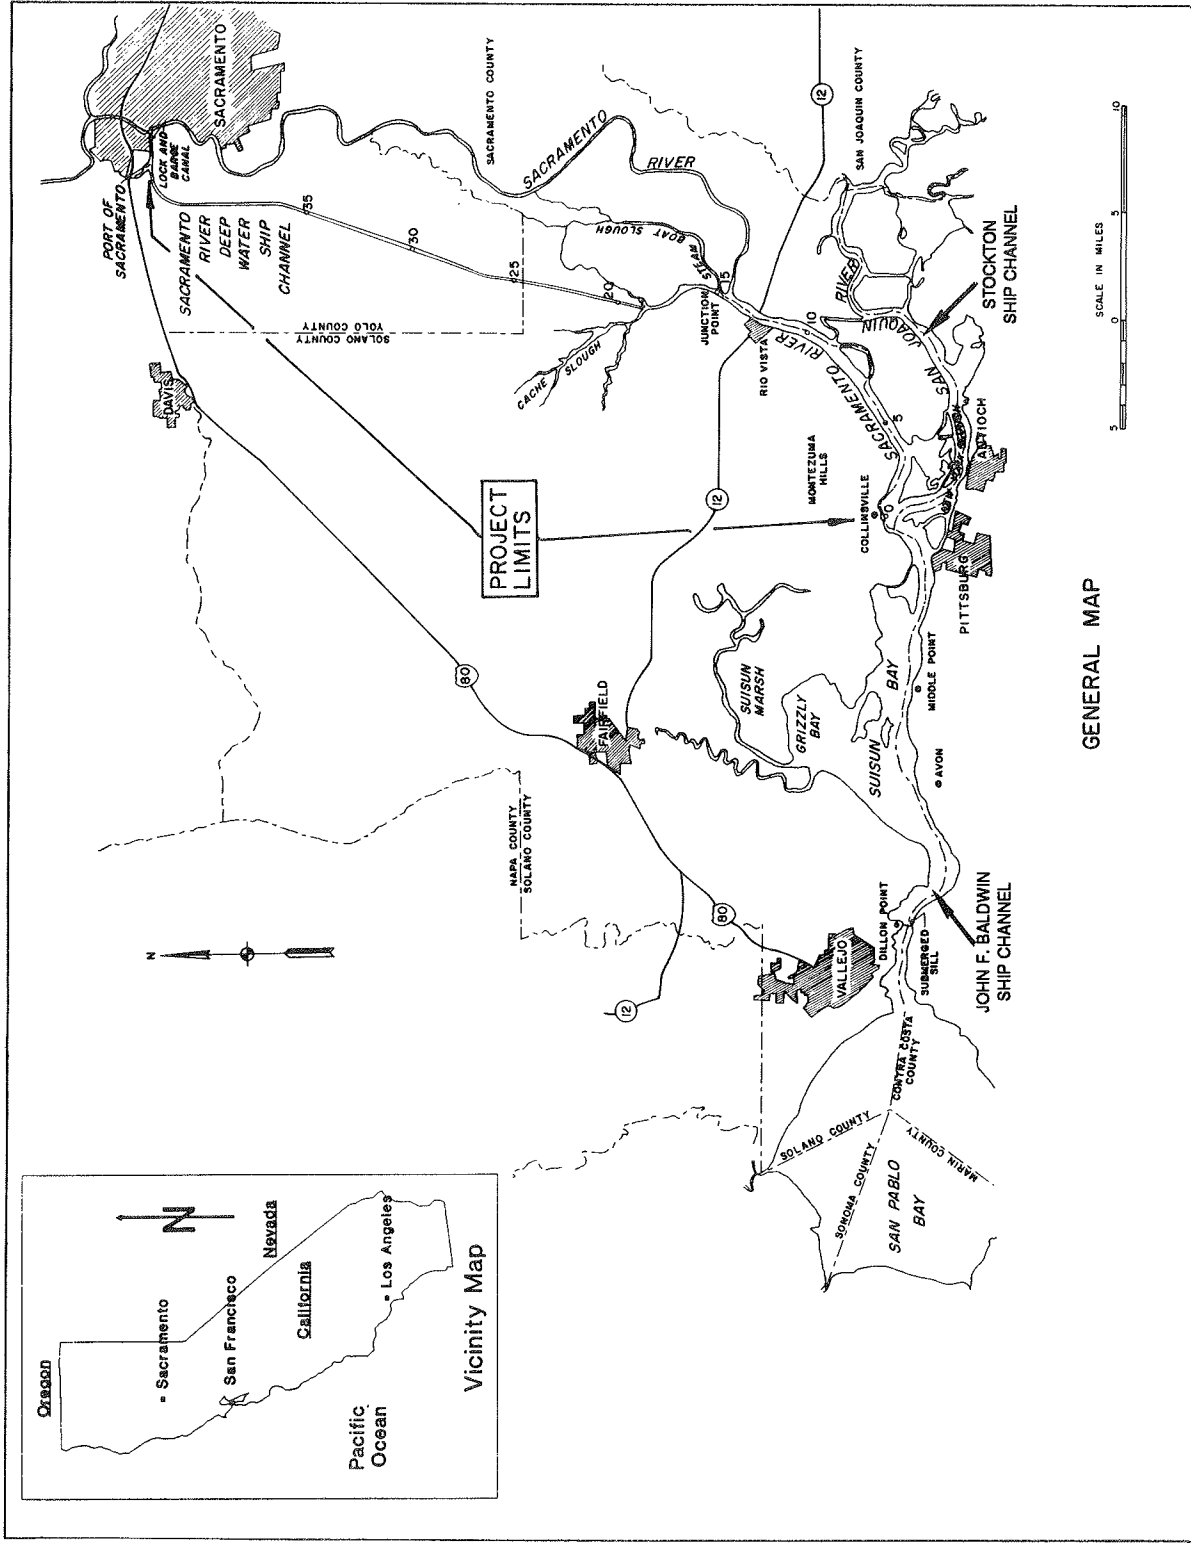 Oregon
Sacramento
San Francisco
Nevada
California
Los Angeles
Pacific
Ocean
N
Vicinity Map
N
PORT OF
SACRAMENTO
LOCK AND
BARGE
CANAL
SACRAMENTO
SACRAMENTO
RIVER
DEEP
WATER
SHIP
CHANNEL
35
30
25
20
YOLO COUNTY
SOLANO COUNTY
SACRAMENTO COUNTY
SACRAMENTO
RIVER
DAVIS
PROJECT
LIMITS
80
NAPA COUNTY
SOLANO COUNTY
FAIRFIELD
12
CACHE
SLOUGH
STEAM
BOAT SLOUGH
JUNCTION
POINT
15
12
RIO VISTA
10
SACRAMENTO RIVER
5
0
MONTEZUMA
HILLS
COLLINSVILLE
SAN JOAQUIN COUNTY
SAN
JOAQUIN
RIVER
STOCKTON
SHIP CHANNEL
ANTIOCH
PITTSBURG
SUISUN
MARSH
GRIZZLY
BAY
SUISUN
BAY
MIDDLE POINT
AVON
12
80
VALLEJO
DILLON POINT
SUBMERGED
SILL
JOHN F. BALDWIN
SHIP CHANNEL
CONTRA COSTA
COUNTY
SOLANO COUNTY
SONOMA COUNTY
MARIN COUNTY
SAN PABLO
BAY
5
0
5
10
SCALE IN MILES
GENERAL MAP